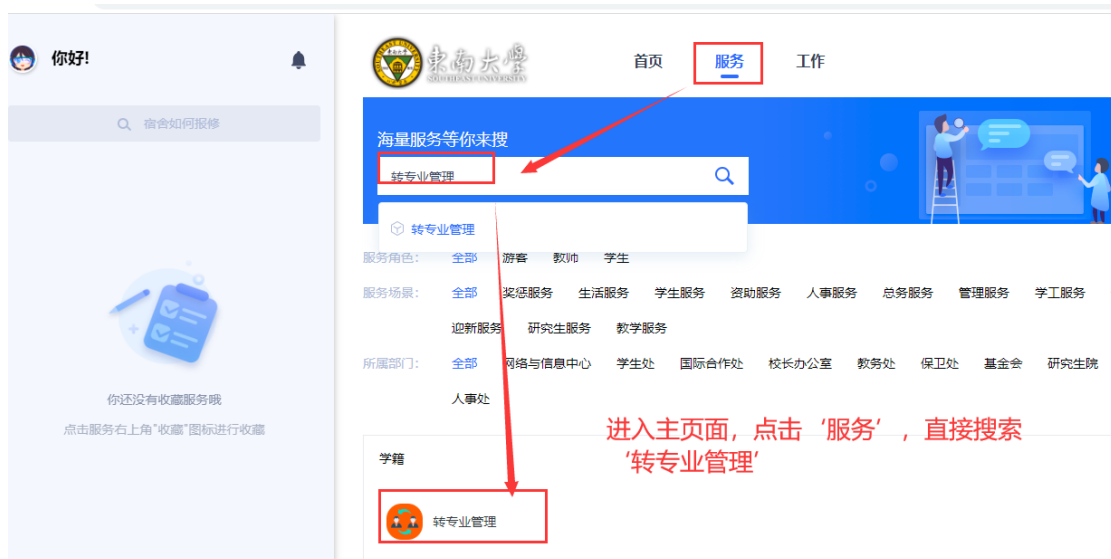 你好!
宿舍如何报修
你还没有收藏服务哦
点击服务右上角"收藏"图标进行收藏
東南大學
SOUTHEAST UNIVERSITY
首页 服务 工作
海量服务等你来搜
转专业管理
转专业管理
服务角色: 全部 游客 教师 学生
服务场景: 全部 奖惩服务 生活服务 学生服务 资助服务 人事服务 总务服务 管理服务 学工服务
迎新服务 研究生服务 教学服务
所属部门: 全部 网络与信息中心 学生处 国际合作处 校长办公室 教务处 保卫处 基金会 研究生院
人事处
进入主页面，点击‘服务’，直接搜索
‘转专业管理’
学籍
转专业管理